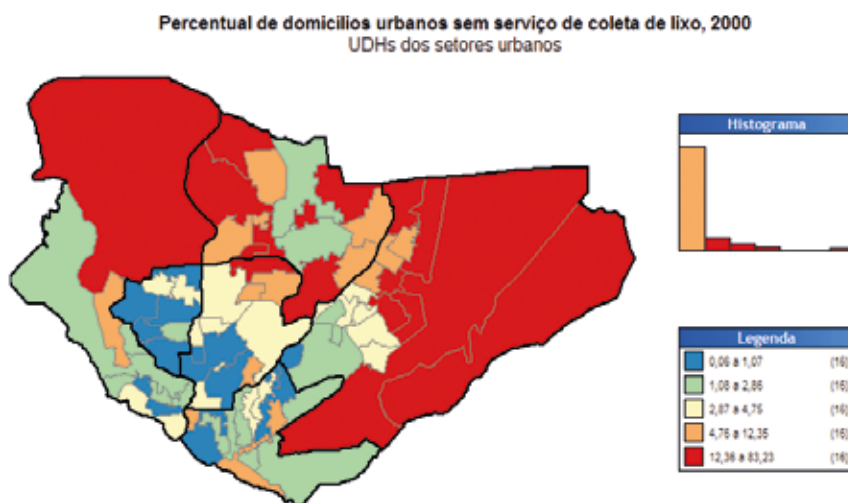 Percentual de domicílios urbanos sem serviço de coleta de lixo, 2000
UDHs dos setores urbanos
Histograma
Legenda
0,06 a 1,07 (16)
1,08 a 2,86 (16)
2,87 a 4,75 (16)
4,76 a 12,35 (16)
12,36 a 83,23 (16)